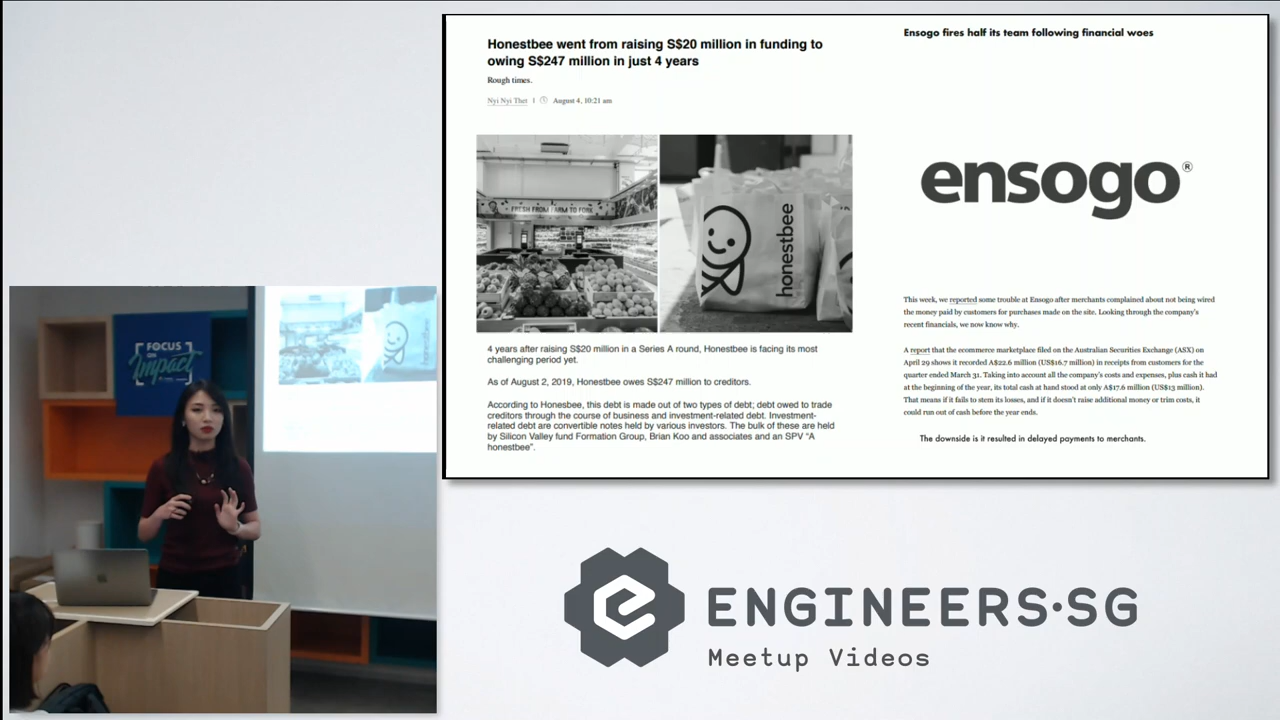 Honestbee went from raising S$20 million in funding to
owing S$247 million in just 4 years
Rough times.
Nyi Nyi Thet | August 4, 10:21 am
FRESH FROM FARM TO FORK
honestbee
4 years after raising S$20 million in a Series A round, Honestbee is facing its most
challenging period yet.
As of August 2, 2019, Honestbee owes S$247 million to creditors.
According to Honesbee, this debt is made out of two types of debt; debt owed to trade
creditors through the course of business and investment-related debt. Investment-
related debt are convertible notes held by various investors. The bulk of these are held
by Silicon Valley fund Formation Group, Brian Koo and associates and an SPV “A
honestbee”.
Ensogo fires half its team following financial woes
ensogo®
This week, we reported some trouble at Ensogo after merchants complained about not being wired
the money paid by customers for purchases made on the site. Looking through the company’s
recent financials, we now know why.
A report that the ecommerce marketplace filed on the Australian Securities Exchange (ASX) on
April 29 show it recorded A$22.6 million (US$16.7 million) in receipts from customers for the
quarter ended March 31. Taking into account all the company’s costs and expenses, plus cash it had
at the beginning of the year, its total cash at hand stood at only A$17.6 million (US$13 million).
That means if it fails to stem its losses, and if it doesn’t raise additional money or trim costs, it
could run out of cash before the year ends.
The downside is it resulted in delayed payments to merchants.
FOCUS
ON
Impact
honestbee
ENGINEERS·SG
Meetup Videos